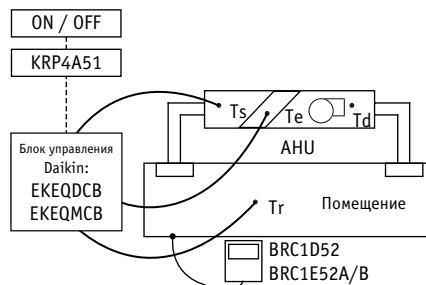 ON / OFF
KRP4A51
Блок управления
Daikin:
EKEQDCB
EKEQMCB
Ts
Te
Td
AHU
Tr
Помещение
BRC1D52
BRC1E52A/B